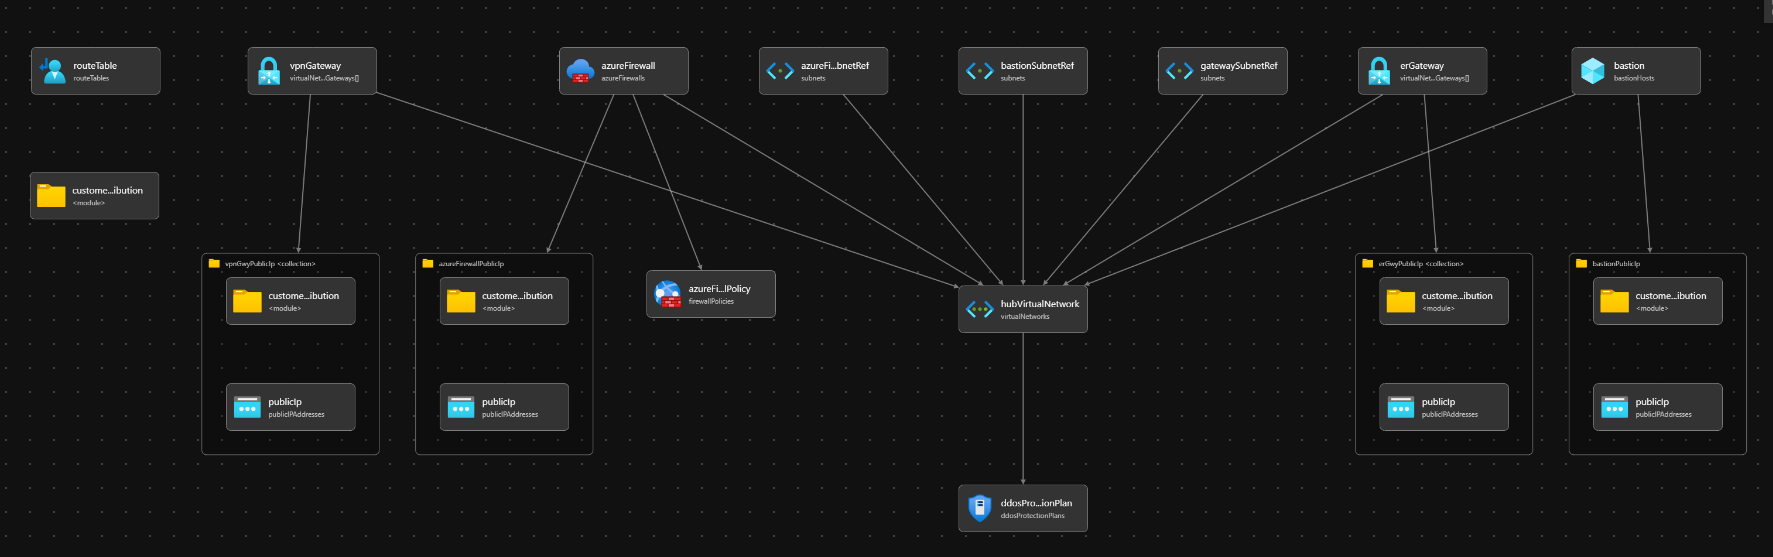 routeTable
routeTables
vpnGateway
virtualNet...Gateways[]
azureFirewall
azureFirewalls
azureFi...bnetRef
subnets
bastionSubnetRef
subnets
gatewaySubnetRef
subnets
erGateway
virtualNet...Gateways[]
bastion
bastionHosts
custome...ibution
<module>
vpnGwyPublicIp <collection>
custome...ibution
<module>
publicIp
publicIPAddresses
azureFirewallPublicIp
custome...ibution
<module>
publicIp
publicIPAddresses
azureFi...lPolicy
firewallPolicies
hubVirtualNetwork
virtualNetworks
erGwyPublicIp <collection>
custome...ibution
<module>
publicIp
publicIPAddresses
bastionPublicIp
custome...ibution
<module>
publicIp
publicIPAddresses
ddosPro...ionPlan
ddosProtectionPlans